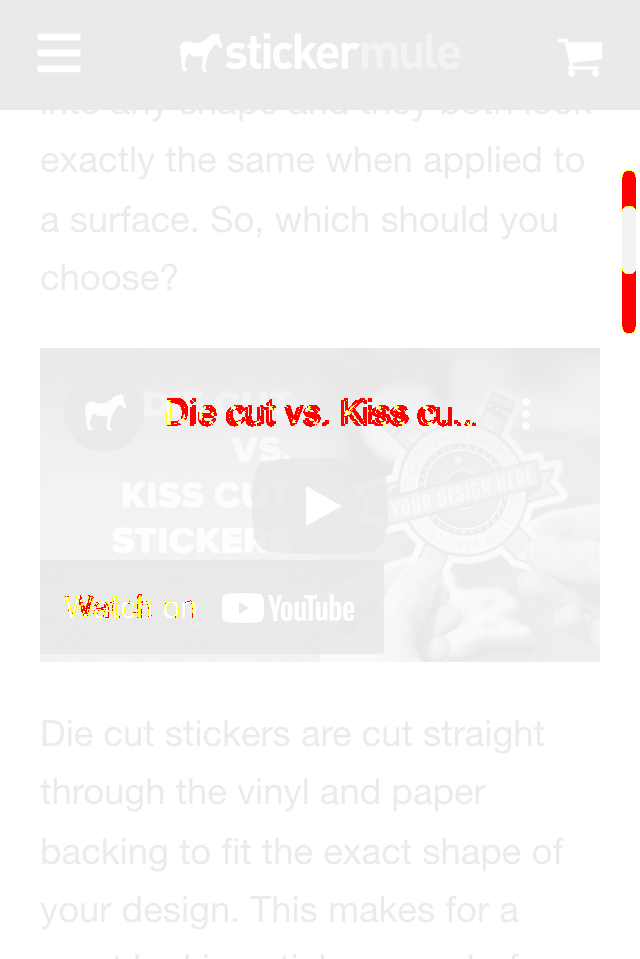 stickermule
into any shape and they both look
exactly the same when applied to
a surface. So, which should you
choose?
Die cut vs. Kiss cu...
VS.
KISS CUT
STICKERS
YOUR DESIGN HERE
STICKER MULE
Watch on YouTube
Die cut stickers are cut straight
through the vinyl and paper
backing to fit the exact shape of
your design. This makes for a